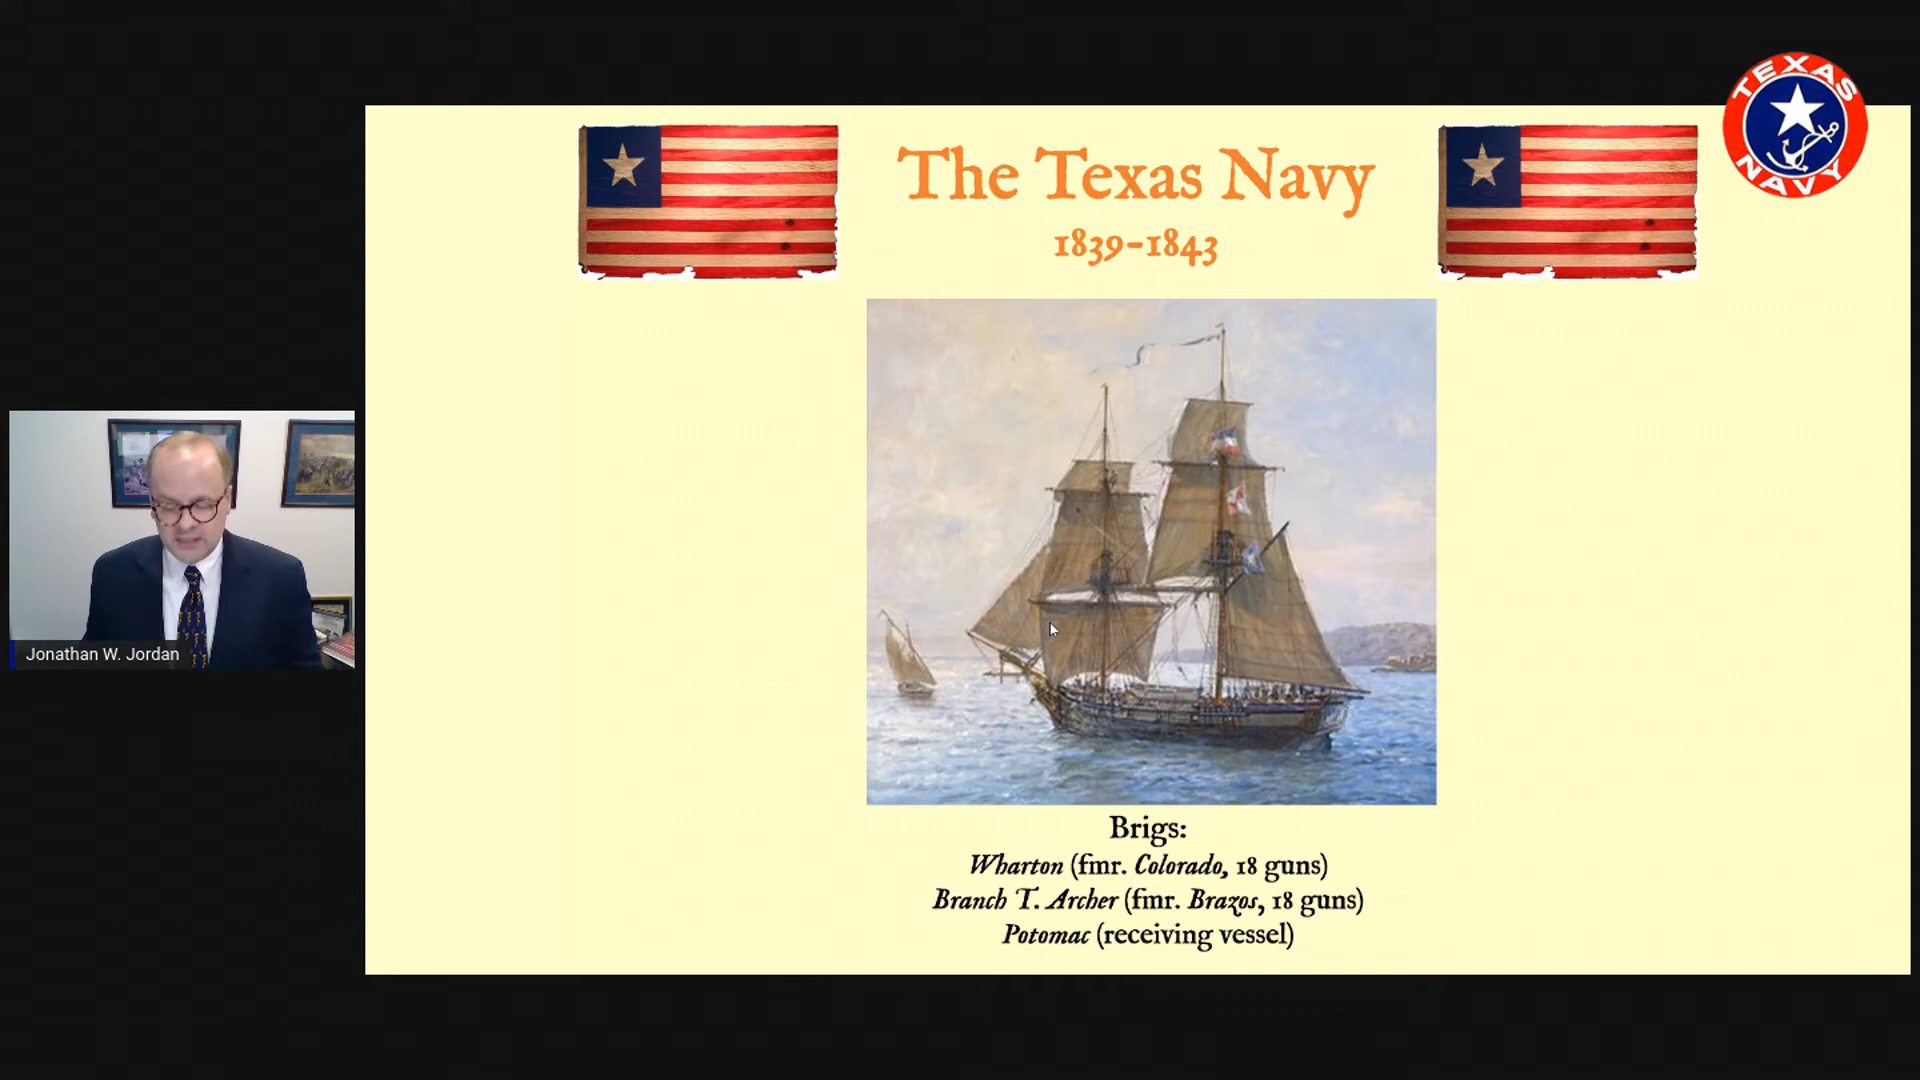 TEXAS
NAVY
The Texas Navy
1839-1843
Jonathan W. Jordan
Brigs:
Wharton (fmr. Colorado, 18 guns)
Branch T. Archer (fmr. Brazos, 18 guns)
Potomac (receiving vessel)